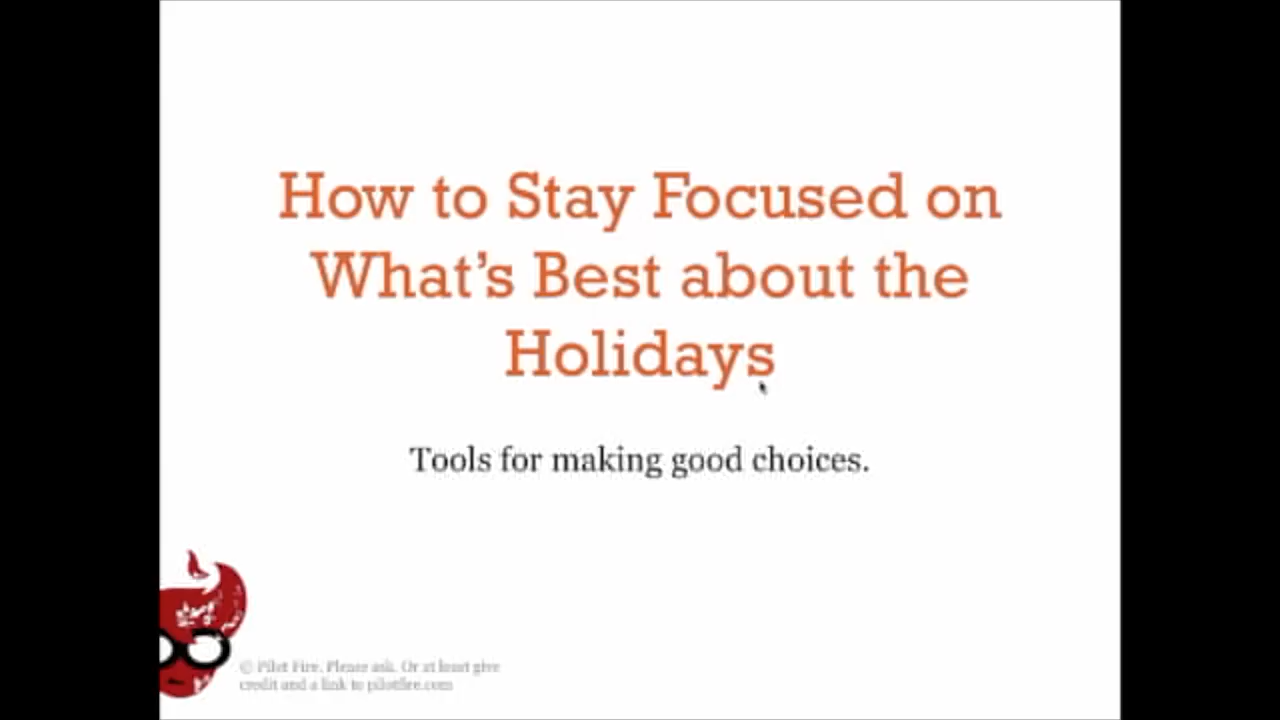 How to Stay Focused on
What's Best about the
Holidays
Tools for making good choices.
© Pilot Fire. Please ask. Or at least give
credit and a link to pilotfire.com